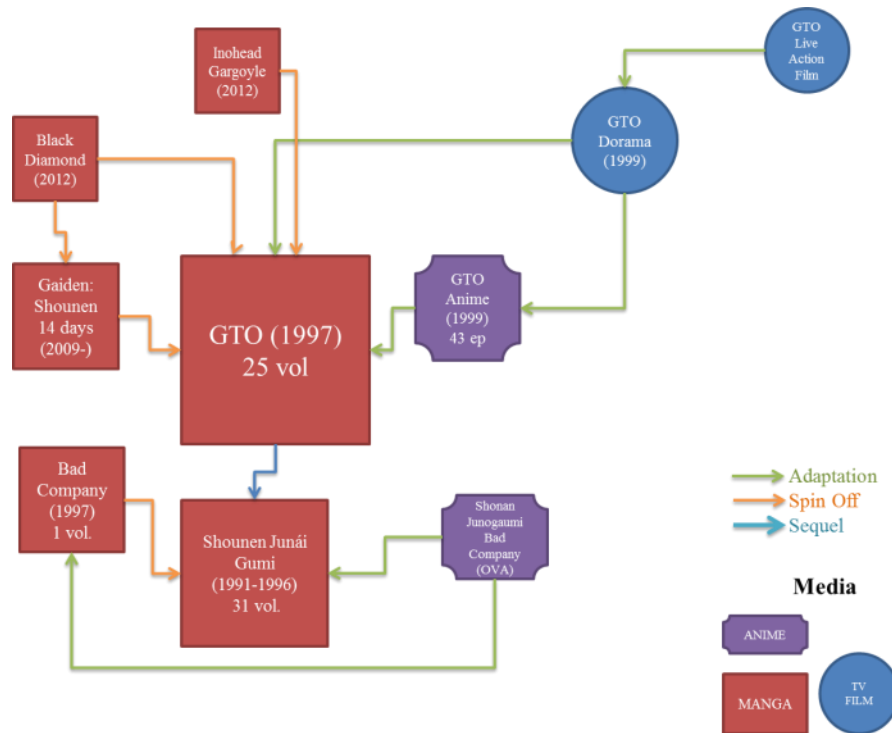 Inohead
Gargoyle
(2012)
GTO
Live
Action
Film
Black
Diamond
(2012)
GTO
Dorama
(1999)
Gaiden:
Shounen
14 days
(2009-)
GTO (1997)
25 vol
GTO
Anime
(1999)
43 ep
Bad
Company
(1997)
1 vol.
Shounen Junái
Gumi
(1991-1996)
31 vol.
Shonan
Junogaumi
Bad
Company
(OVA)
Adaptation
Spin Off
Sequel
Media
ANIME
MANGA
TV
FILM